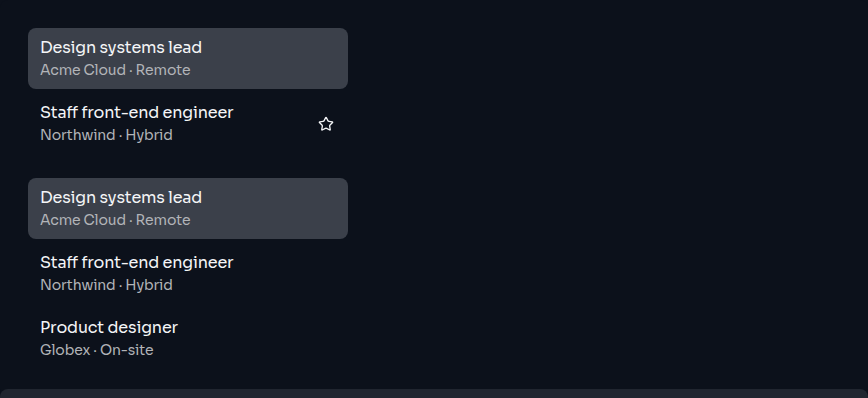 Design systems lead
Acme Cloud · Remote
Staff front-end engineer
Northwind · Hybrid
Design systems lead
Acme Cloud · Remote
Staff front-end engineer
Northwind · Hybrid
Product designer
Globex · On-site